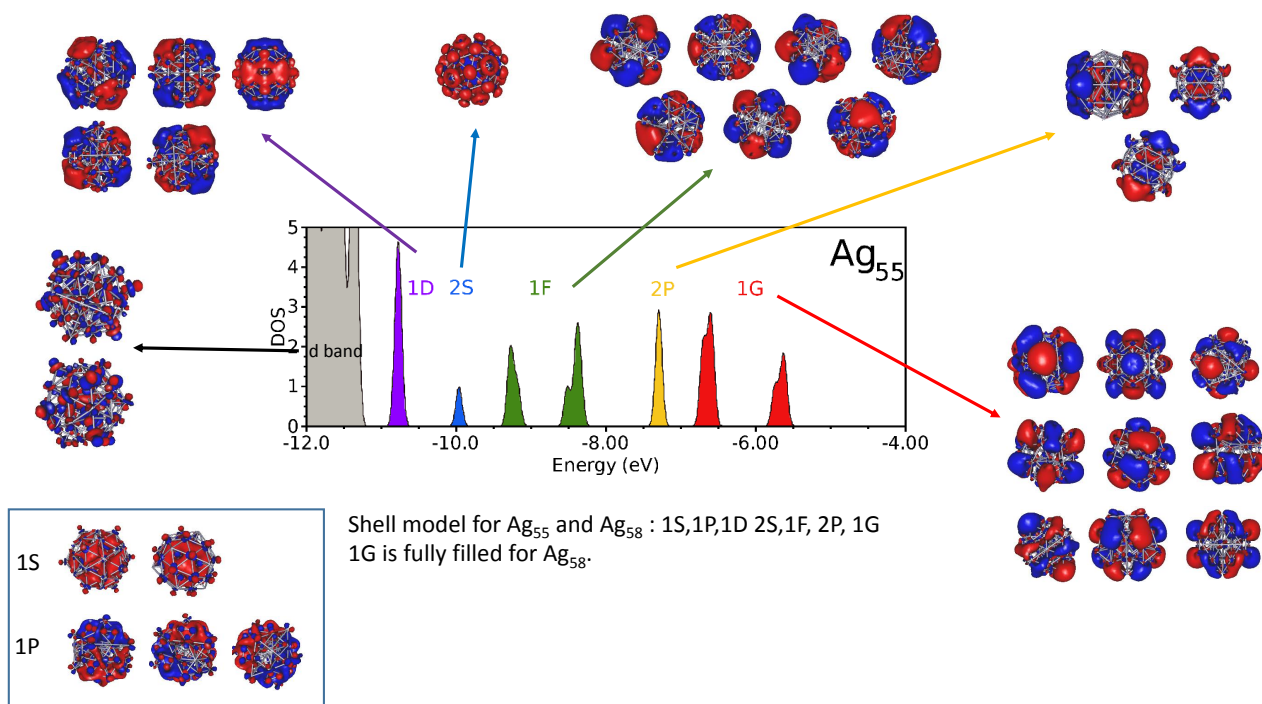 Ag₅₅
1D 2S 1F 2P 1G
d band
DOS
5
4
3
2
1
0
-12.0 -10.0 -8.00 -6.00 -4.00
Energy (eV)
Shell model for Ag₅₅ and Ag₅₈ : 1S,1P,1D 2S,1F, 2P, 1G
1G is fully filled for Ag₅₈.
1S
1P